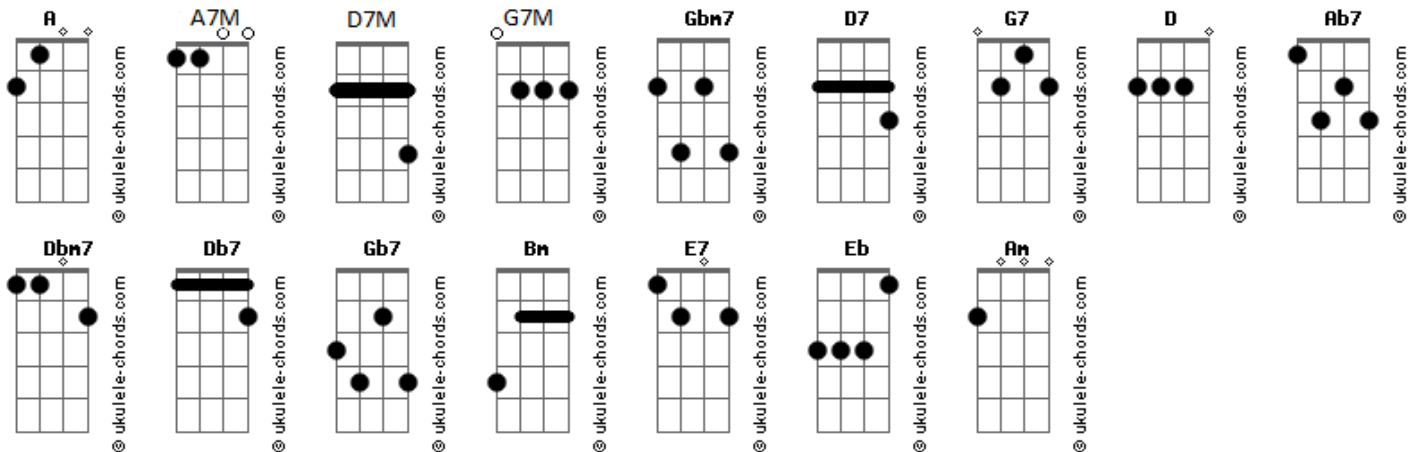 A A7M D7M G7M Gbm7 D7 G7 D Ab7
© ukulele-chords.com © ukulele-chords.com © ukulele-chords.com © ukulele-chords.com © ukulele-chords.com © ukulele-chords.com © ukulele-chords.com © ukulele-chords.com © ukulele-chords.com
Dbm7 Db7 Gb7 Bm E7 Eb Am
© ukulele-chords.com © ukulele-chords.com © ukulele-chords.com © ukulele-chords.com © ukulele-chords.com © ukulele-chords.com © ukulele-chords.com